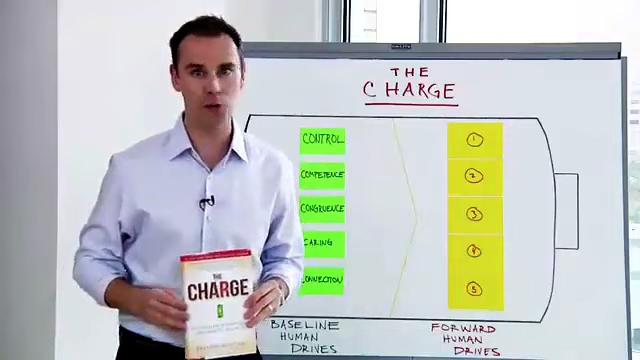 THE
CHARGE
CONTROL
COMPETENCE
CONGRUENCE
CARING
CONNECTION
1
2
3
4
5
BASELINE
HUMAN
DRIVES
FORWARD
HUMAN
DRIVES
THE
CHARGE